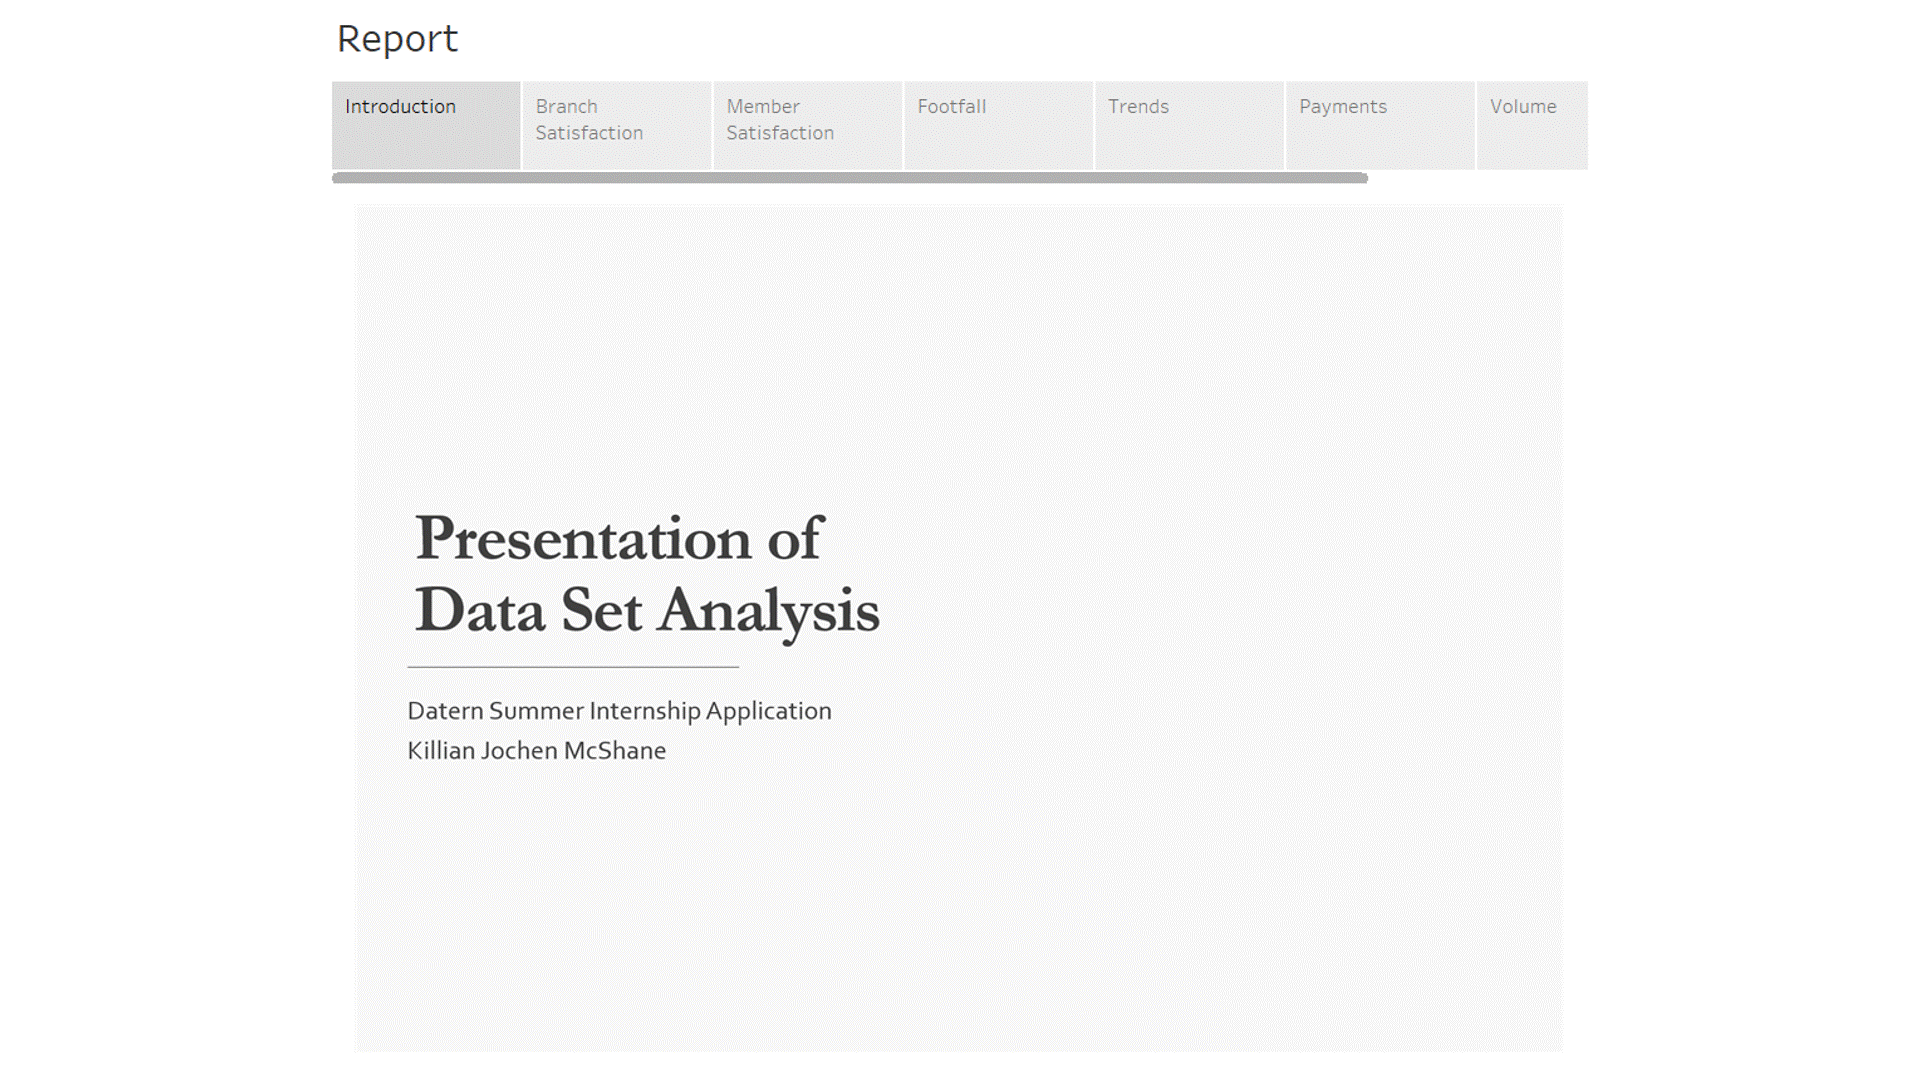 Report
Introduction
Branch
Satisfaction
Member
Satisfaction
Footfall
Trends
Payments
Volume
Presentation of
Data Set Analysis
Datern Summer Internship Application
Killian Jochen McShane